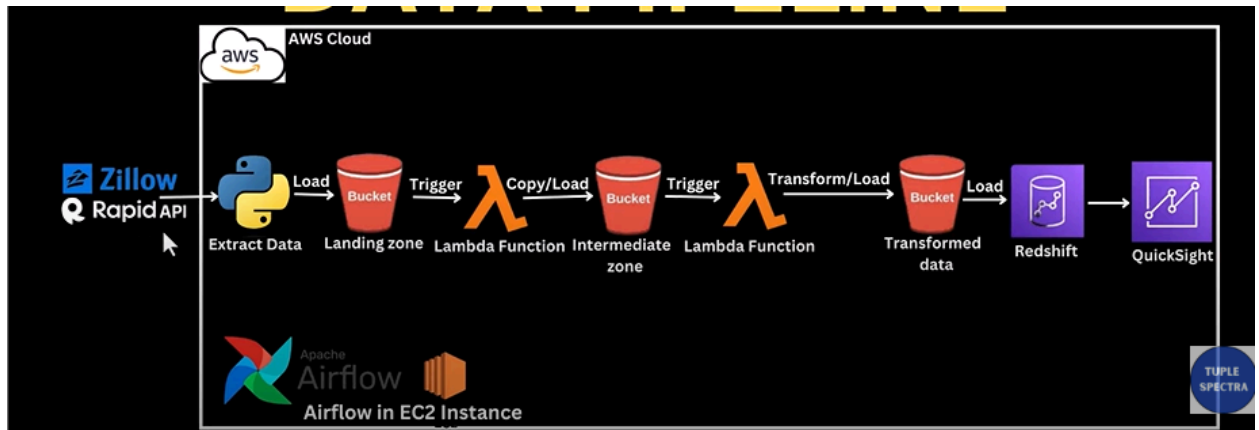 DATA PIPELINE
AWS Cloud
aws
Zillow
Rapid API
Load
Trigger
Copy/Load
Trigger
Transform/Load
Load
Bucket
Bucket
Bucket
Extract Data
Landing zone
Lambda Function
Intermediate
zone
Lambda Function
Transformed
data
Redshift
QuickSight
Apache
Airflow
Airflow in EC2 Instance
TUPLE
SPECTRA